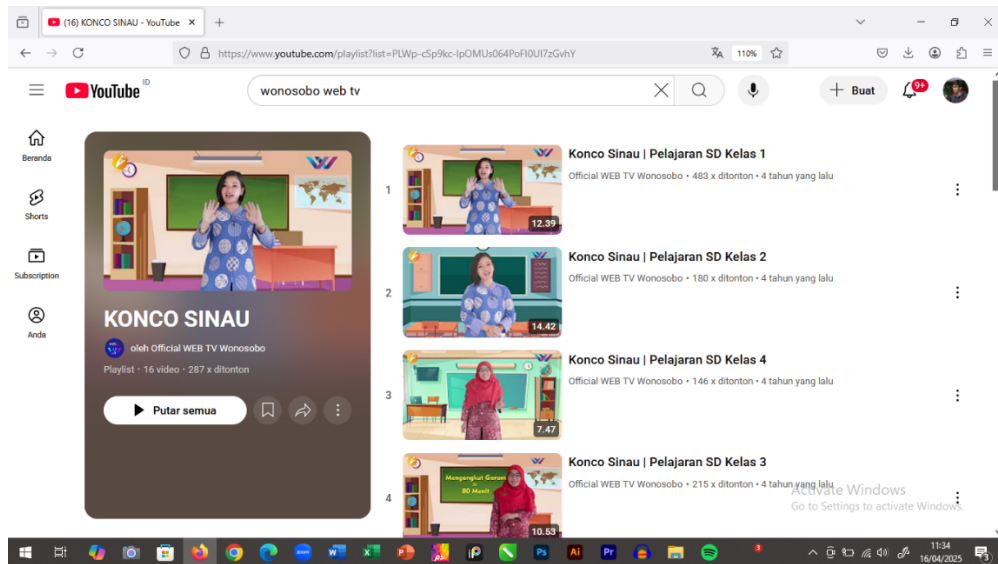 (16) KONCO SINAU - YouTube
https://www.youtube.com/playlist?list=PLWp-cSp9kc-IpOMUs064PoFI0UI7zGvhY
110%
YouTube ID
wonosobo web tv
Buat
9+
Beranda
Shorts
Subscription
Anda
KONCO SINAU
oleh Official WEB TV Wonosobo
Playlist • 16 video • 287 x ditonton
Putar semua
1
12.39
Konco Sinau | Pelajaran SD Kelas 1
Official WEB TV Wonosobo • 483 x ditonton • 4 tahun yang lalu
2
14.42
Konco Sinau | Pelajaran SD Kelas 2
Official WEB TV Wonosobo • 180 x ditonton • 4 tahun yang lalu
3
7.47
Konco Sinau | Pelajaran SD Kelas 4
Official WEB TV Wonosobo • 146 x ditonton • 4 tahun yang lalu
4
Mengangkut Garam
80 Menit
10.53
Konco Sinau | Pelajaran SD Kelas 3
Official WEB TV Wonosobo • 215 x ditonton • 4 tahun yang lalu
Activate Windows
Go to Settings to activate Windows.
zoom
Ps
Ai
Pr
11:34
16/04/2025
3